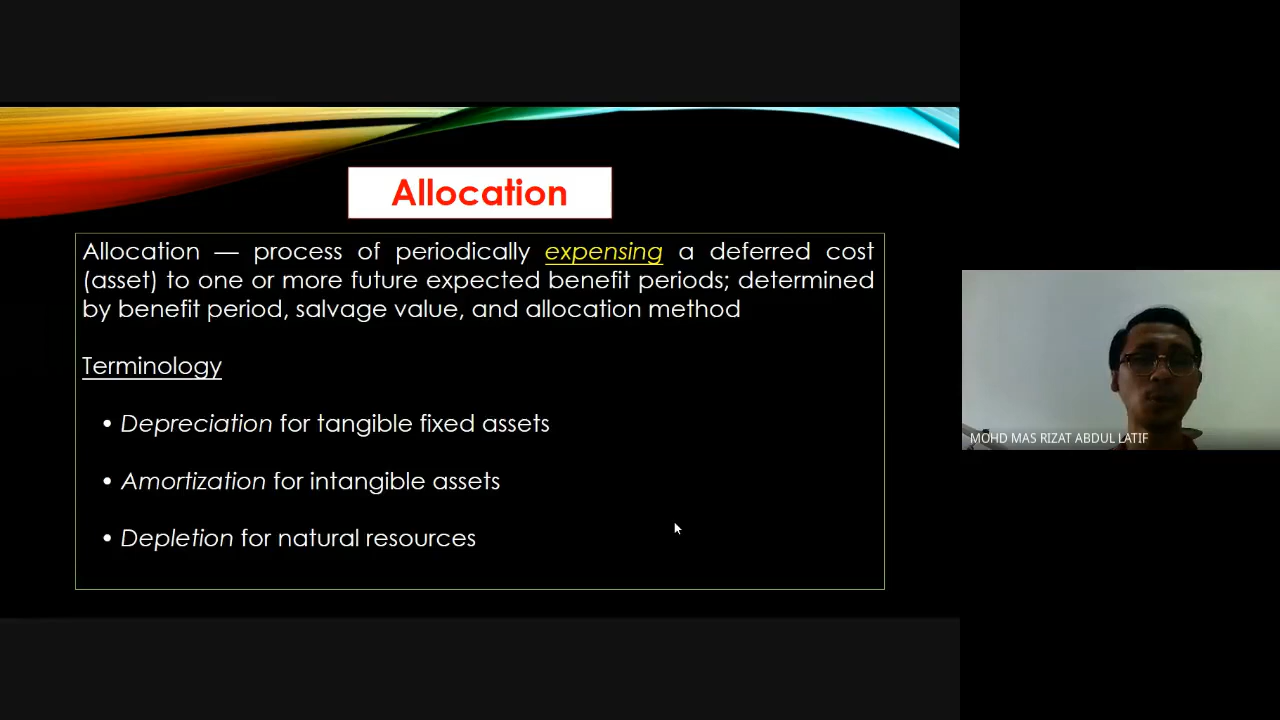 Allocation
Allocation — process of periodically expensing a deferred cost
(asset) to one or more future expected benefit periods; determined
by benefit period, salvage value, and allocation method
Terminology
• Depreciation for tangible fixed assets
• Amortization for intangible assets
• Depletion for natural resources
MOHD MAS RIZAT ABDUL LATIF